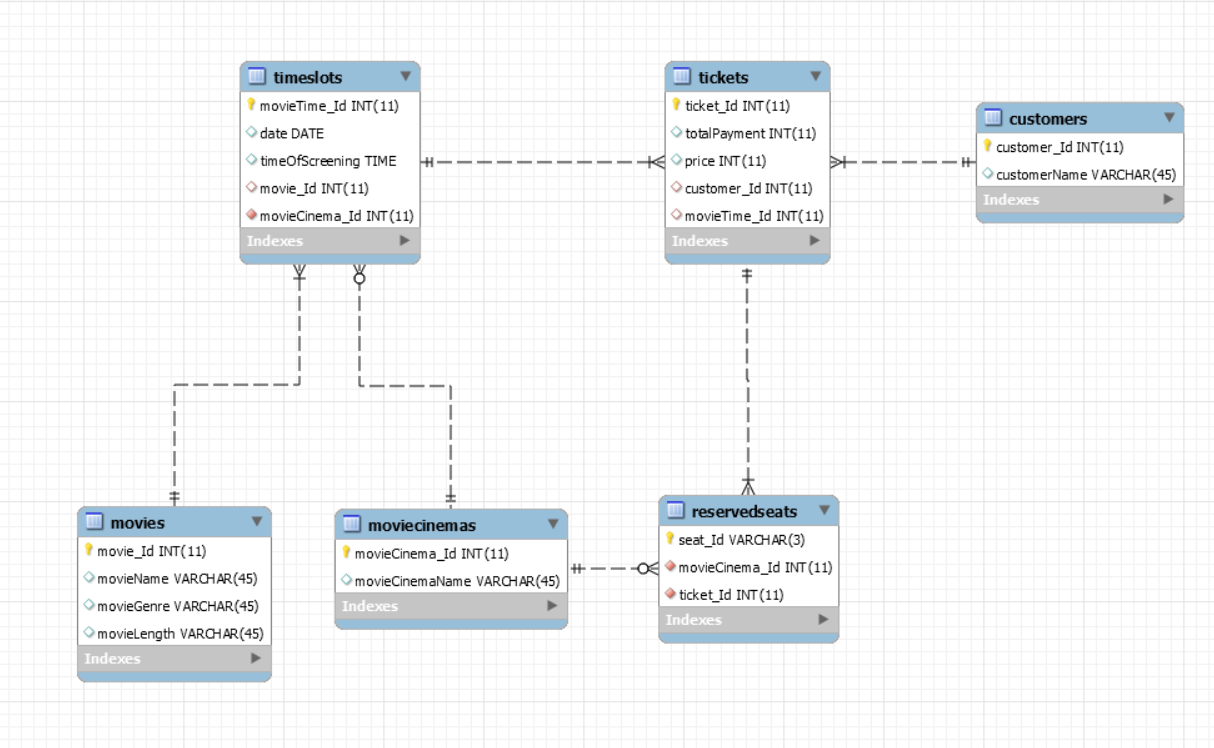 timeslots
movieTime_Id INT(11)
date DATE
timeOfScreening TIME
movie_Id INT(11)
movieCinema_Id INT(11)
Indexes
tickets
ticket_Id INT(11)
totalPayment INT(11)
price INT(11)
customer_Id INT(11)
movieTime_Id INT(11)
Indexes
customers
customer_Id INT(11)
customerName VARCHAR(45)
Indexes
movies
movie_Id INT(11)
movieName VARCHAR(45)
movieGenre VARCHAR(45)
movieLength VARCHAR(45)
Indexes
moviecinemas
movieCinema_Id INT(11)
movieCinemaName VARCHAR(45)
Indexes
reservedseats
seat_Id VARCHAR(3)
movieCinema_Id INT(11)
ticket_Id INT(11)
Indexes